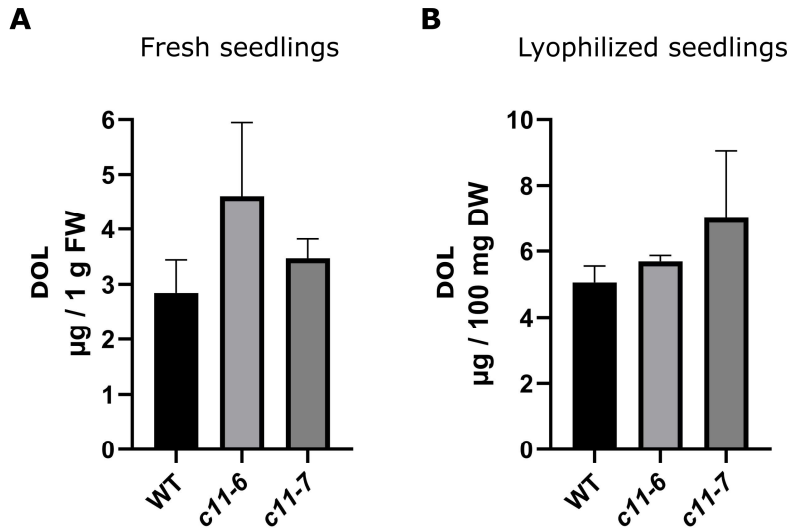 A
Fresh seedlings
DOL
µg / 1 g FW
6
5
4
3
2
1
0
WT
c11-6
c11-7
B
Lyophilized seedlings
DOL
µg / 100 mg DW
10
8
6
4
2
0
WT
c11-6
c11-7